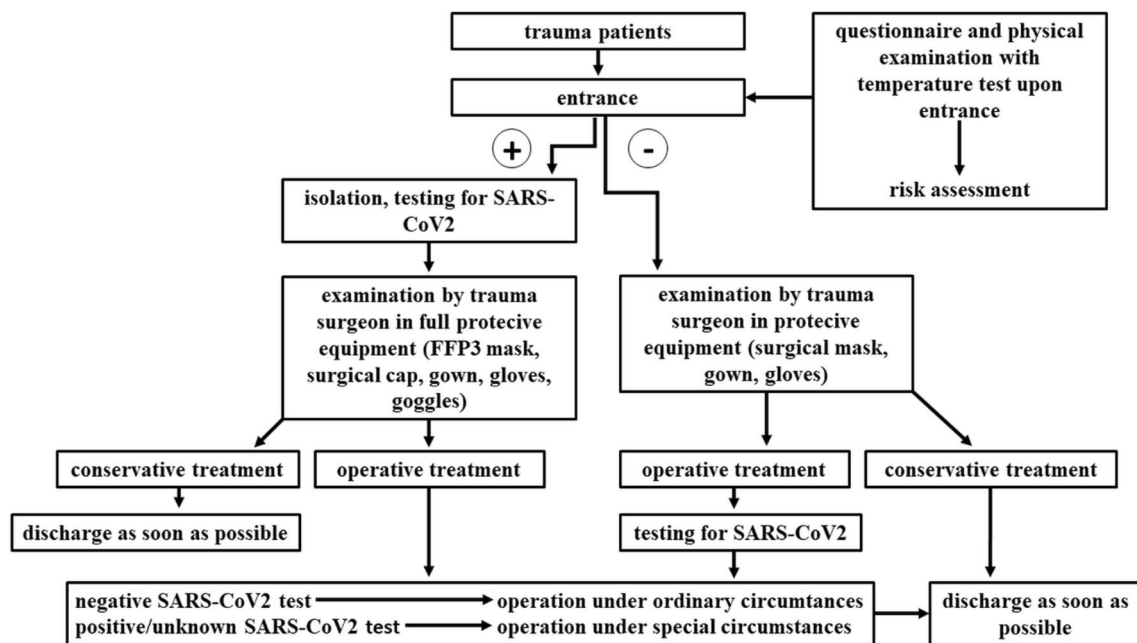 trauma patients
questionnaire and physical
examination with
temperature test upon
entrance
risk assessment
entrance
+
-
isolation, testing for SARS-
CoV2
examination by trauma
surgeon in full protecive
equipment (FFP3 mask,
surgical cap, gown, gloves,
goggles)
examination by trauma
surgeon in protecive
equipment (surgical mask,
gown, gloves)
conservative treatment
operative treatment
operative treatment
conservative treatment
discharge as soon as possible
testing for SARS-CoV2
negative SARS-CoV2 test operation under ordinary circumtances
positive/unknown SARS-CoV2 test operation under special circumstances
discharge as soon as
possible